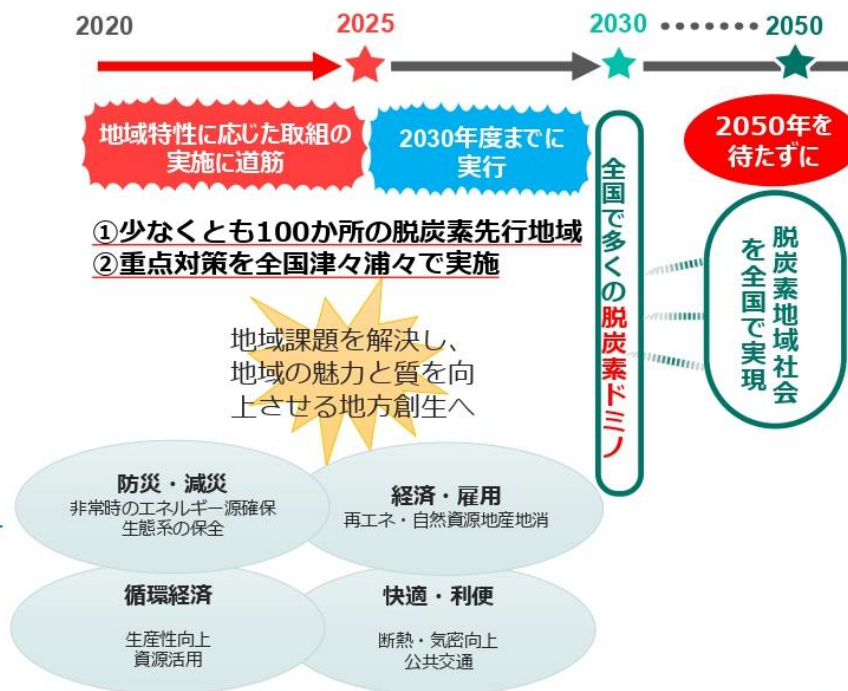 2020
2025
2030
2050
地域特性に応じた取組の
実施に道筋
2030年度までに
実行
全国で多くの脱炭素ドミノ
2050年を
待たずに
脱炭素地域社会
を全国で実現
①少なくとも100か所の脱炭素先行地域
②重点対策を全国津々浦々で実施
地域課題を解決し、
地域の魅力と質を向
上させる地方創生へ
防災・減災
非常時のエネルギー源確保
生態系の保全
経済・雇用
再エネ・自然資源地産地消
循環経済
生産性向上
資源活用
快適・利便
断熱・気密向上
公共交通